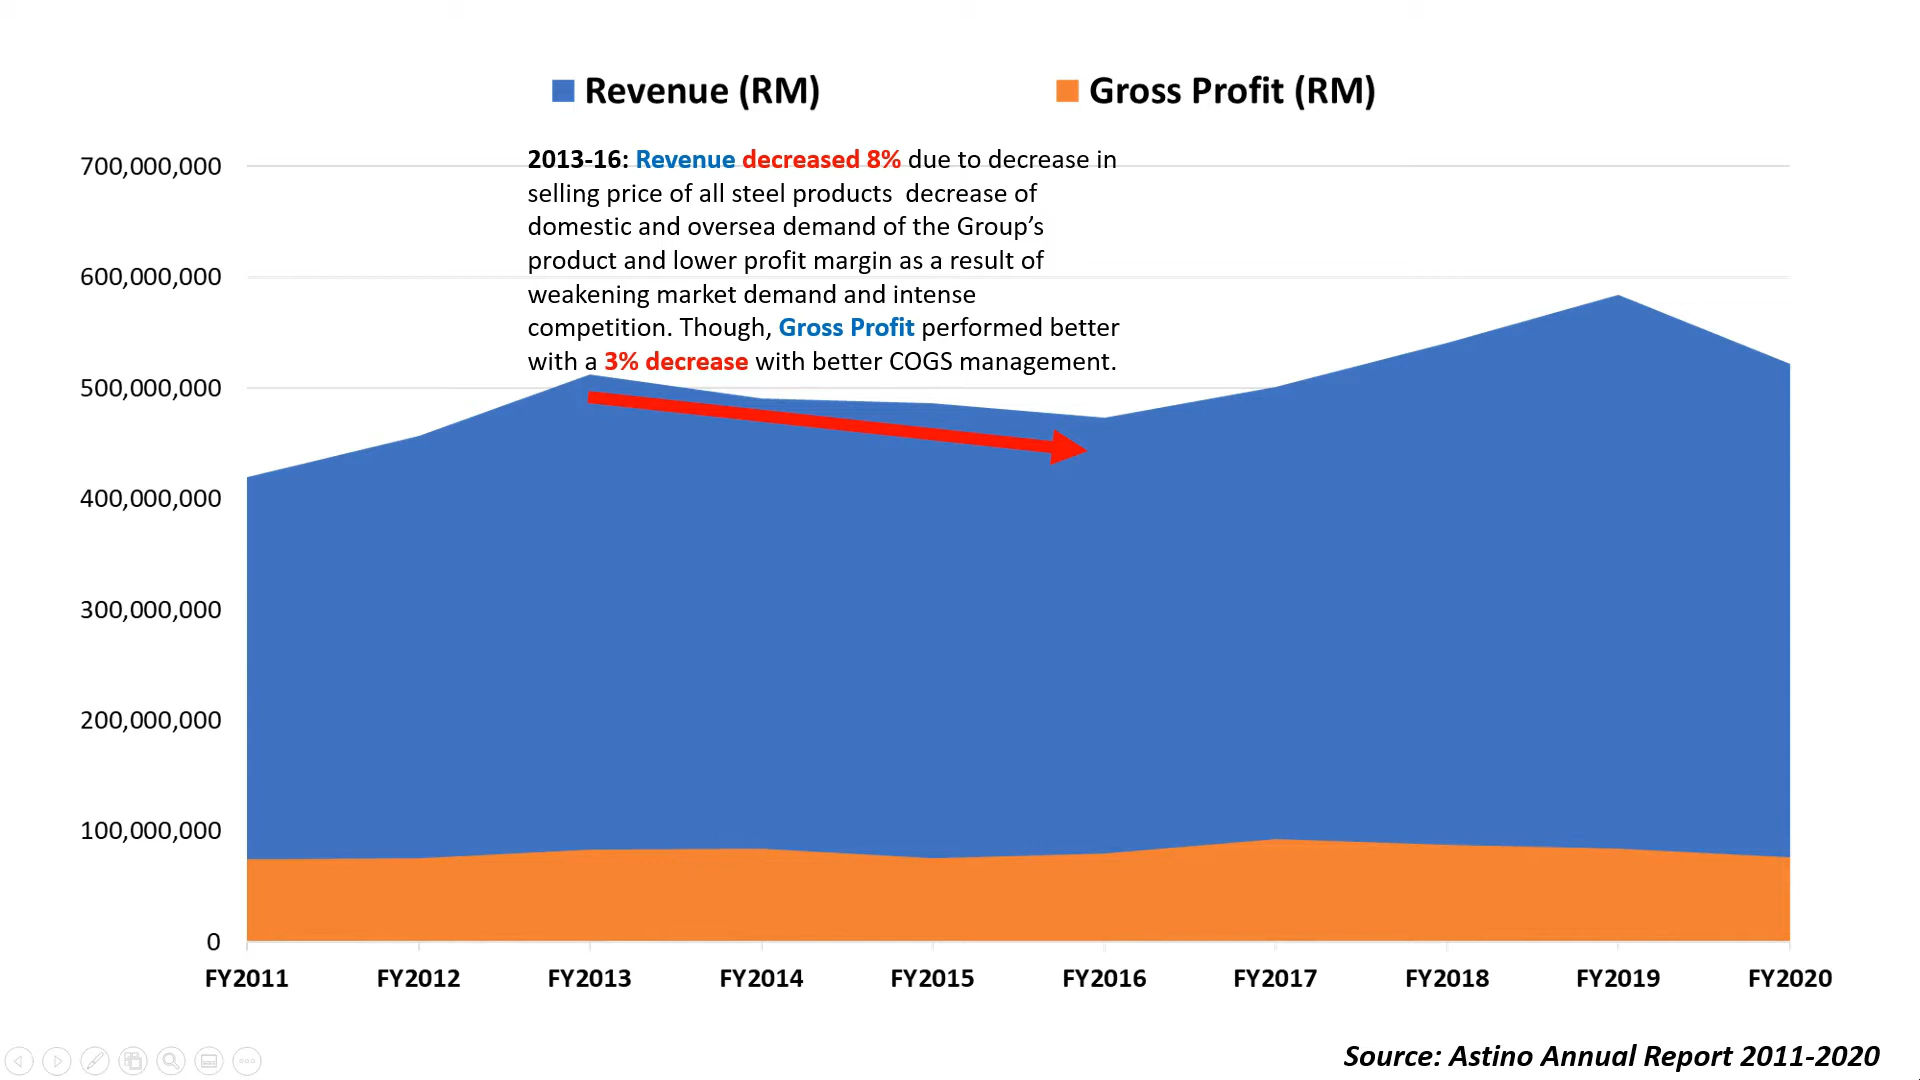 Revenue (RM) Gross Profit (RM)
2013-16: Revenue decreased 8% due to decrease in
selling price of all steel products  decrease of
domestic and oversea demand of the Group’s
product and lower profit margin as a result of
weakening market demand and intense
competition. Though, Gross Profit performed better
with a 3% decrease with better COGS management.
700,000,000
600,000,000
500,000,000
400,000,000
300,000,000
200,000,000
100,000,000
0
FY2011 FY2012 FY2013 FY2014 FY2015 FY2016 FY2017 FY2018 FY2019 FY2020
Source: Astino Annual Report 2011-2020